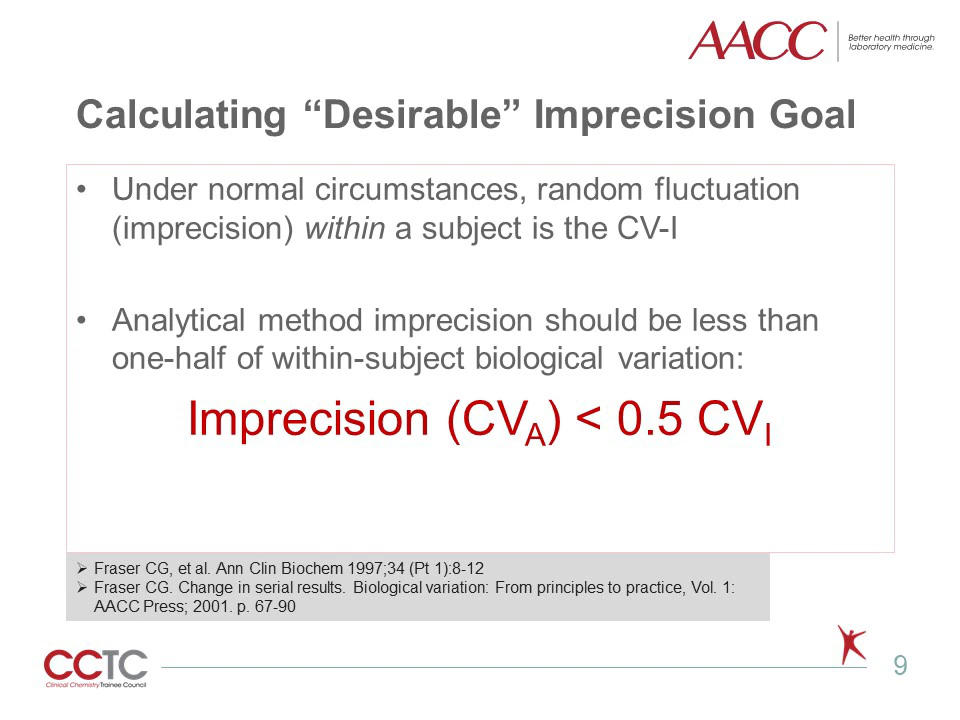 AACC
Better health through
laboratory medicine.
Calculating “Desirable” Imprecision Goal
• Under normal circumstances, random fluctuation
(imprecision) within a subject is the CV-I
• Analytical method imprecision should be less than
one-half of within-subject biological variation:
Imprecision (CVA) < 0.5 CVI
➢ Fraser CG, et al. Ann Clin Biochem 1997;34 (Pt 1):8-12
➢ Fraser CG. Change in serial results. Biological variation: From principles to practice, Vol. 1:
AACC Press; 2001. p. 67-90
CCTC
Clinical Chemistry Trainee Council
9